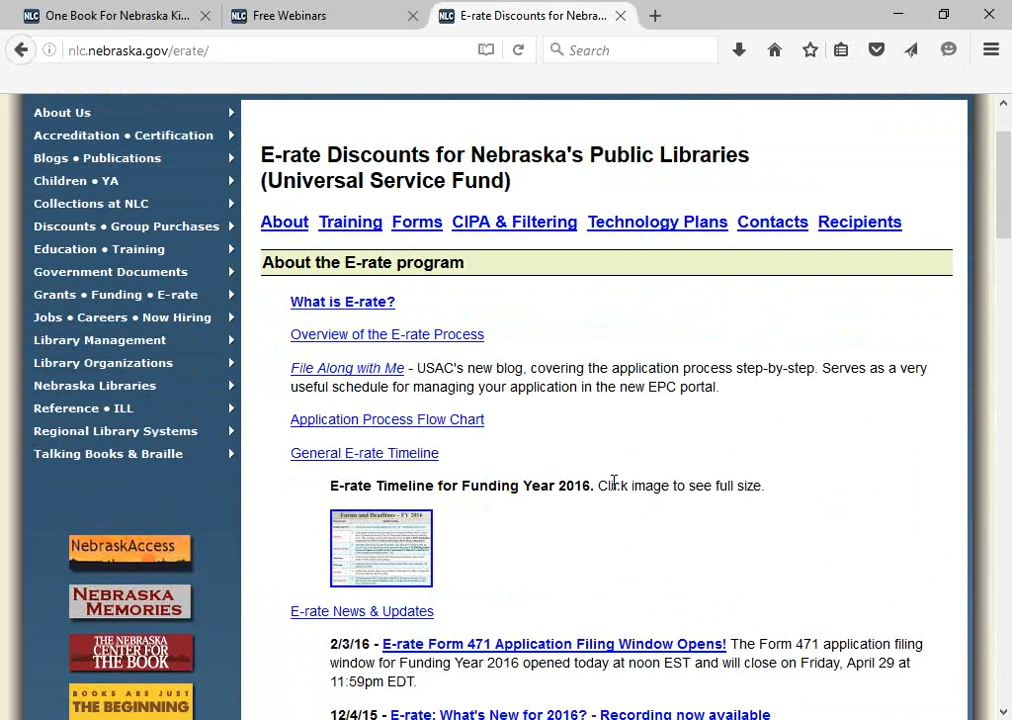 One Book For Nebraska Ki...
Free Webinars
E-rate Discounts for Nebra...
nlc.nebraska.gov/erate/
Search
About Us
Accreditation • Certification
Blogs • Publications
Children • YA
Collections at NLC
Discounts • Group Purchases
Education • Training
Government Documents
Grants • Funding • E-rate
Jobs • Careers • Now Hiring
Library Management
Library Organizations
Nebraska Libraries
Reference • ILL
Regional Library Systems
Talking Books & Braille
NebraskAccess
NEBRASKA
MEMORIES
THE NEBRASKA
CENTER FOR
THE BOOK
BOOKS ARE JUST
THE BEGINNING
E-rate Discounts for Nebraska's Public Libraries
(Universal Service Fund)
About Training Forms CIPA & Filtering Technology Plans Contacts Recipients
About the E-rate program
What is E-rate?
Overview of the E-rate Process
File Along with Me - USAC's new blog, covering the application process step-by-step. Serves as a very
useful schedule for managing your application in the new EPC portal.
Application Process Flow Chart
General E-rate Timeline
E-rate Timeline for Funding Year 2016. Click image to see full size.
Forms and Deadlines – FY 2016
E-rate News & Updates
2/3/16 - E-rate Form 471 Application Filing Window Opens! The Form 471 application filing
window for Funding Year 2016 opened today at noon EST and will close on Friday, April 29 at
11:59pm EDT.
12/4/15 - E-rate: What's New for 2016? - Recording now available